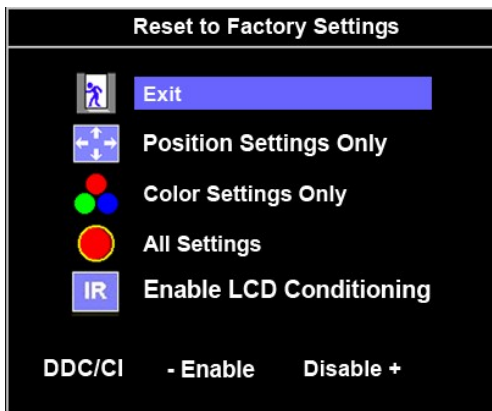 Reset to Factory Settings
Exit
Position Settings Only
Color Settings Only
All Settings
IR Enable LCD Conditioning
DDC/CI - Enable Disable +